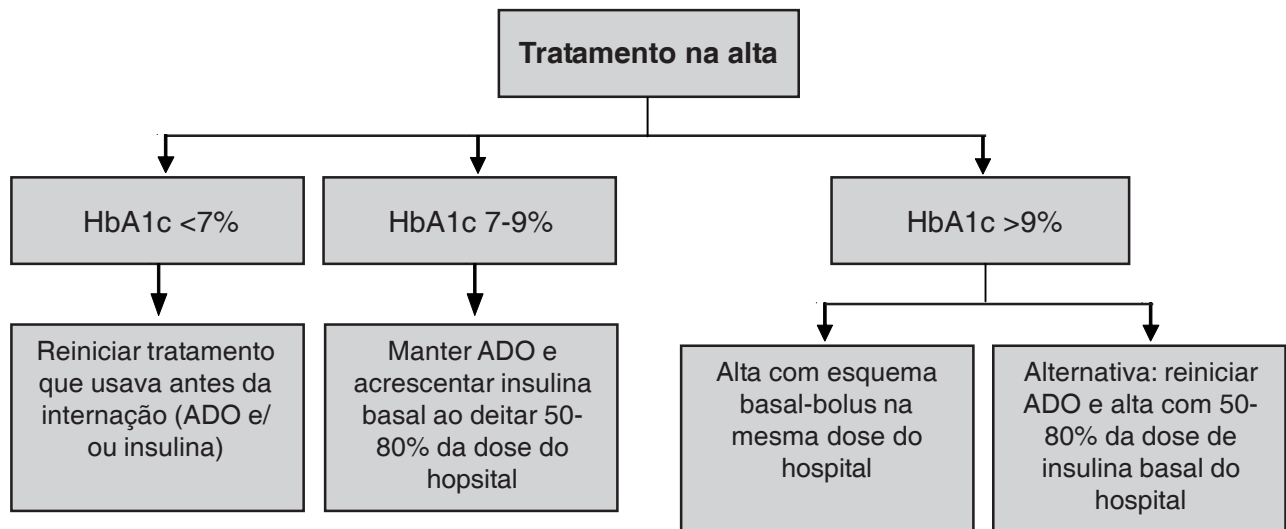 Tratamento na alta
HbA1c <7%
HbA1c 7-9%
HbA1c >9%
Reiniciar tratamento
que usava antes da
internação (ADO e/
ou insulina)
Manter ADO e
acrescentar insulina
basal ao deitar 50-
80% da dose do
hopsital
Alta com esquema
basal-bolus na
mesma dose do
hospital
Alternativa: reiniciar
ADO e alta com 50-
80% da dose de
insulina basal do
hospital